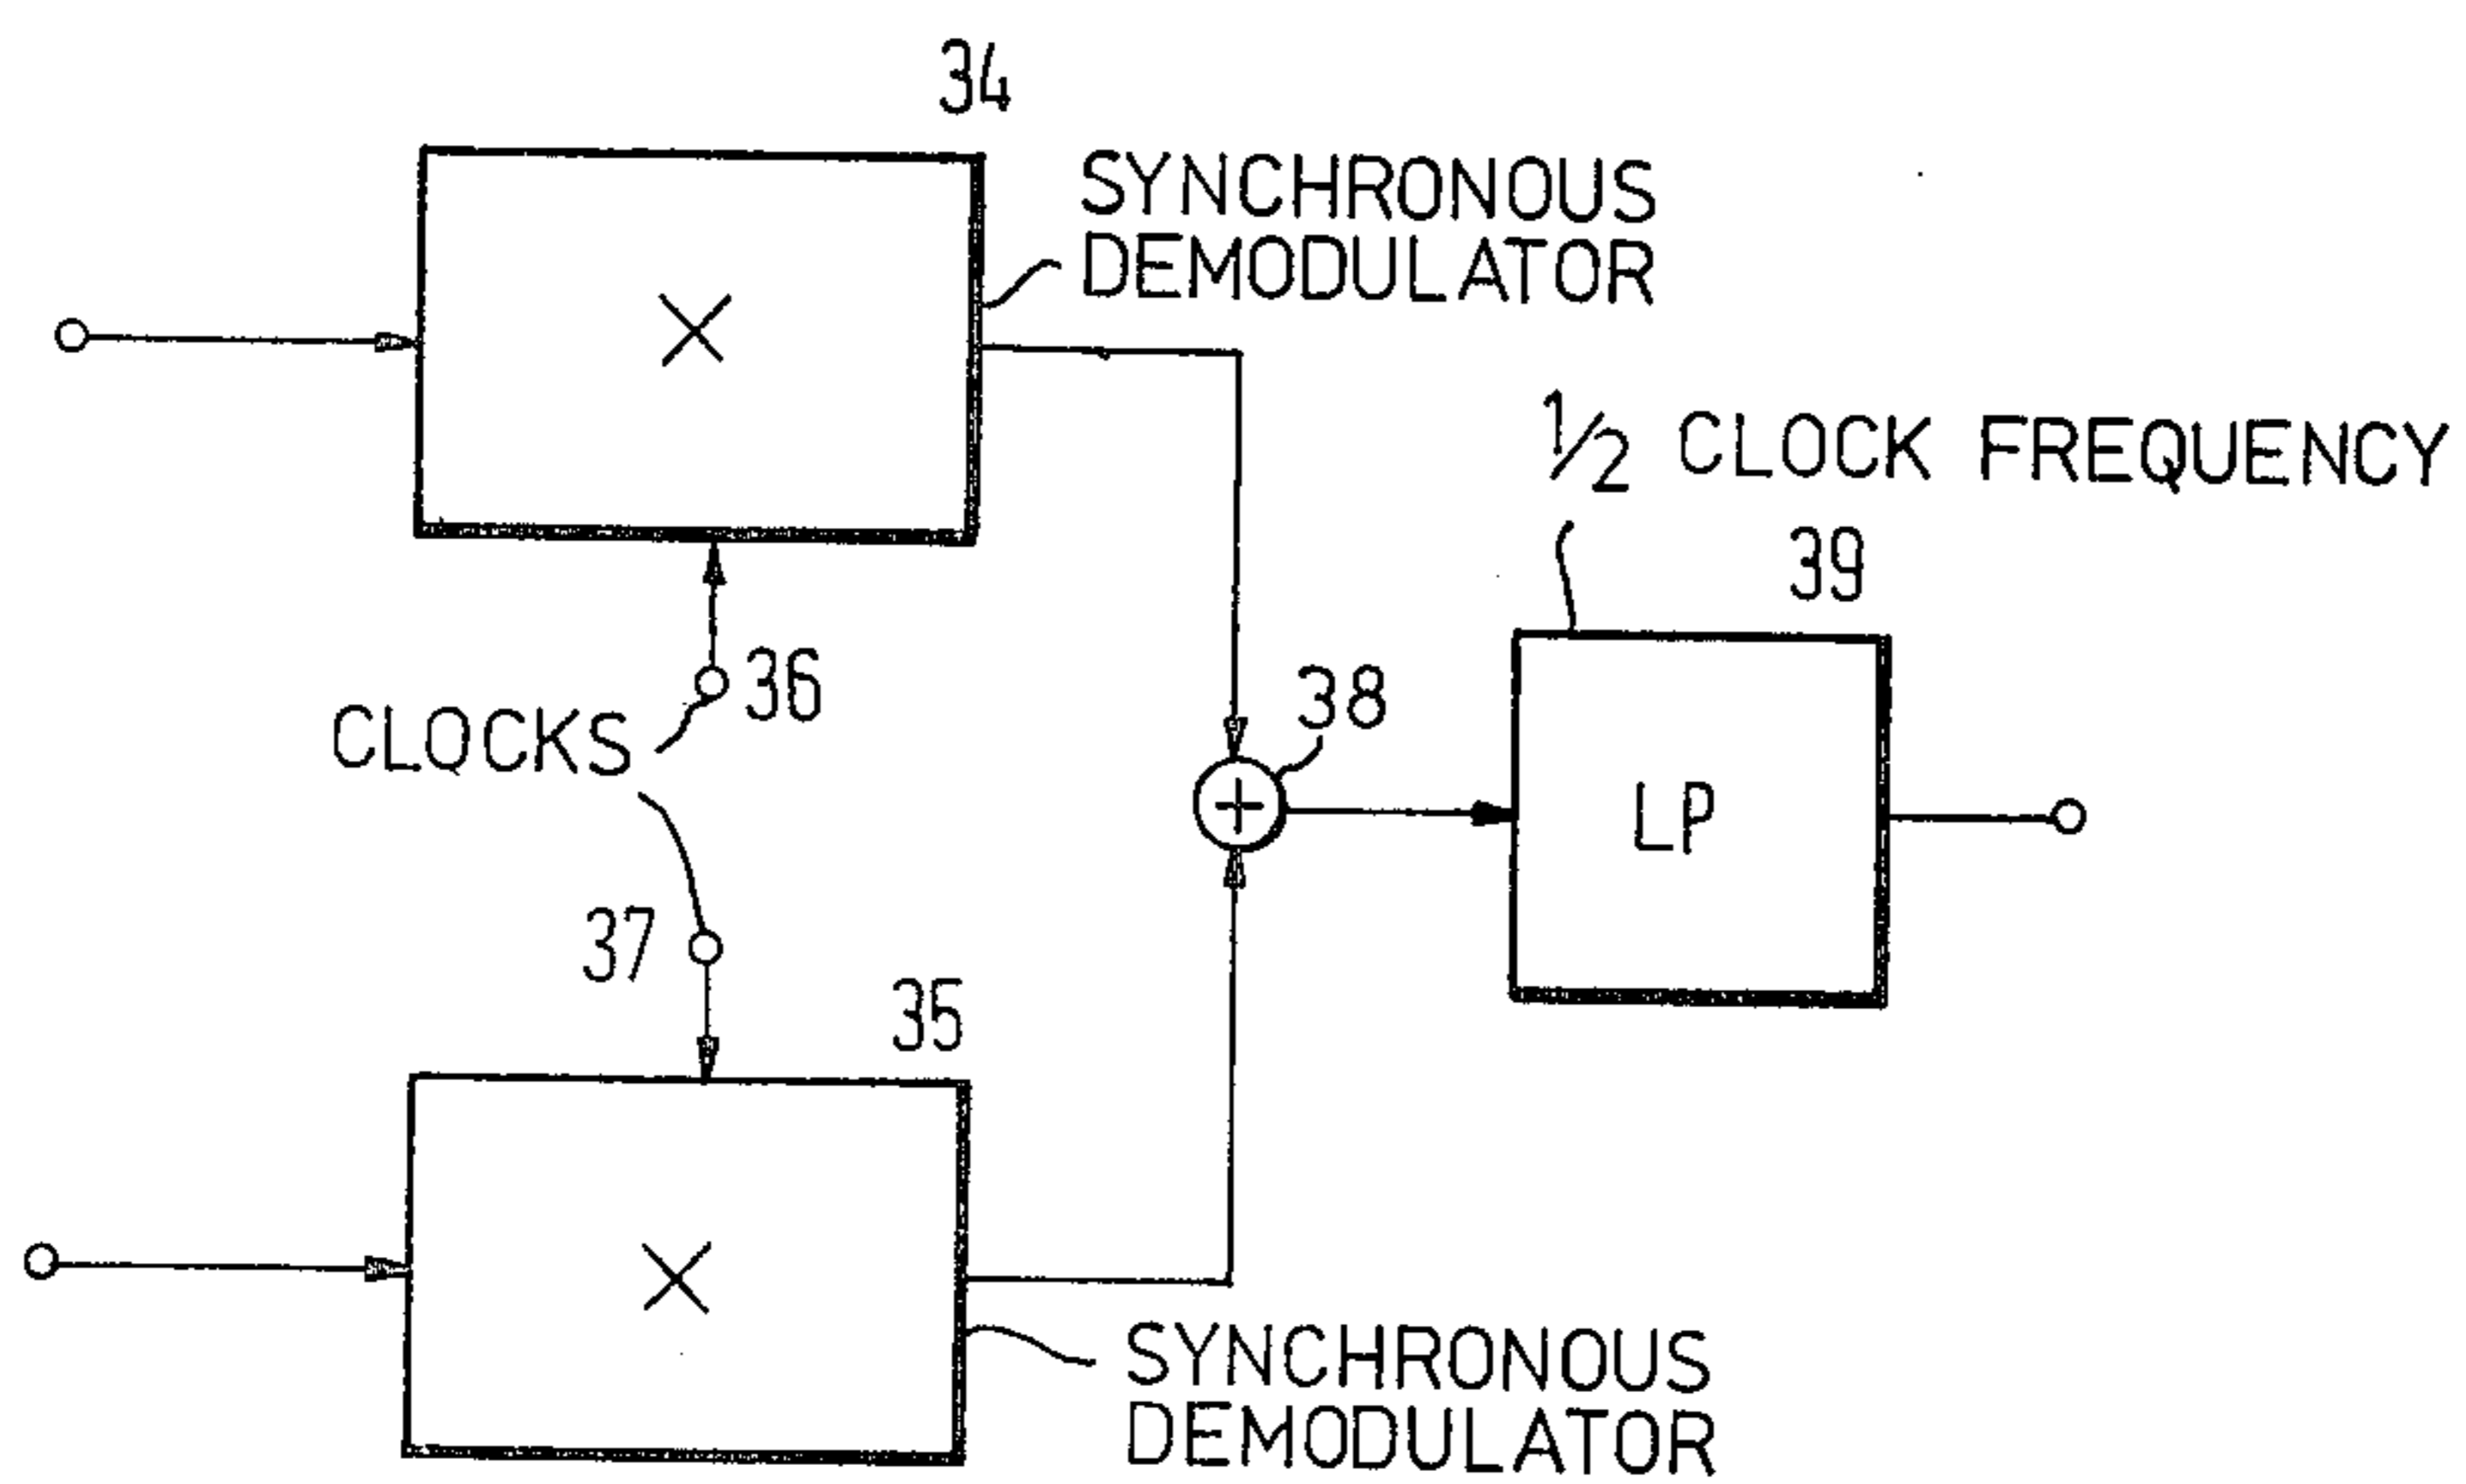 34
SYNCHRONOUS
DEMODULATOR
×
1/2 CLOCK FREQUENCY
39
36
CLOCKS
38
+
LP
37
35
×
SYNCHRONOUS
DEMODULATOR